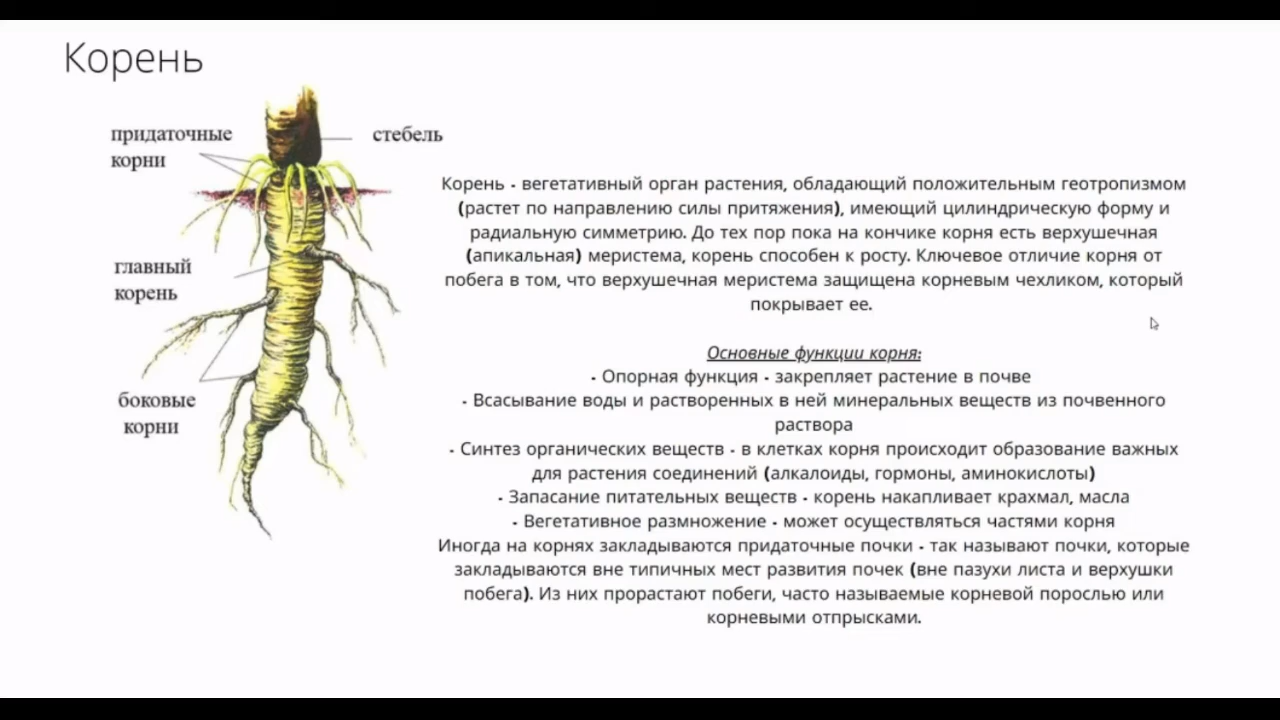 Корень
придаточные
корни
стебель
главный
корень
боковые
корни
Корень - вегетативный орган растения, обладающий положительным геотропизмом
(растет по направлению силы притяжения), имеющий цилиндрическую форму и
радиальную симметрию. До тех пор пока на кончике корня есть верхушечная
(апикальная) меристема, корень способен к росту. Ключевое отличие корня от
побега в том, что верхушечная меристема защищена корневым чехликом, который
покрывает ее.
Основные функции корня:
- Опорная функция - закрепляет растение в почве
- Всасывание воды и растворенных в ней минеральных веществ из почвенного
раствора
- Синтез органических веществ - в клетках корня происходит образование важных
для растения соединений (алкалоиды, гормоны, аминокислоты)
- Запасание питательных веществ - корень накапливает крахмал, масла
- Вегетативное размножение - может осуществляться частями корня
Иногда на корнях закладываются придаточные почки - так называют почки, которые
закладываются вне типичных мест развития почек (вне пазухи листа и верхушки
побега). Из них прорастают побеги, часто называемые корневой порослью или
корневыми отпрысками.